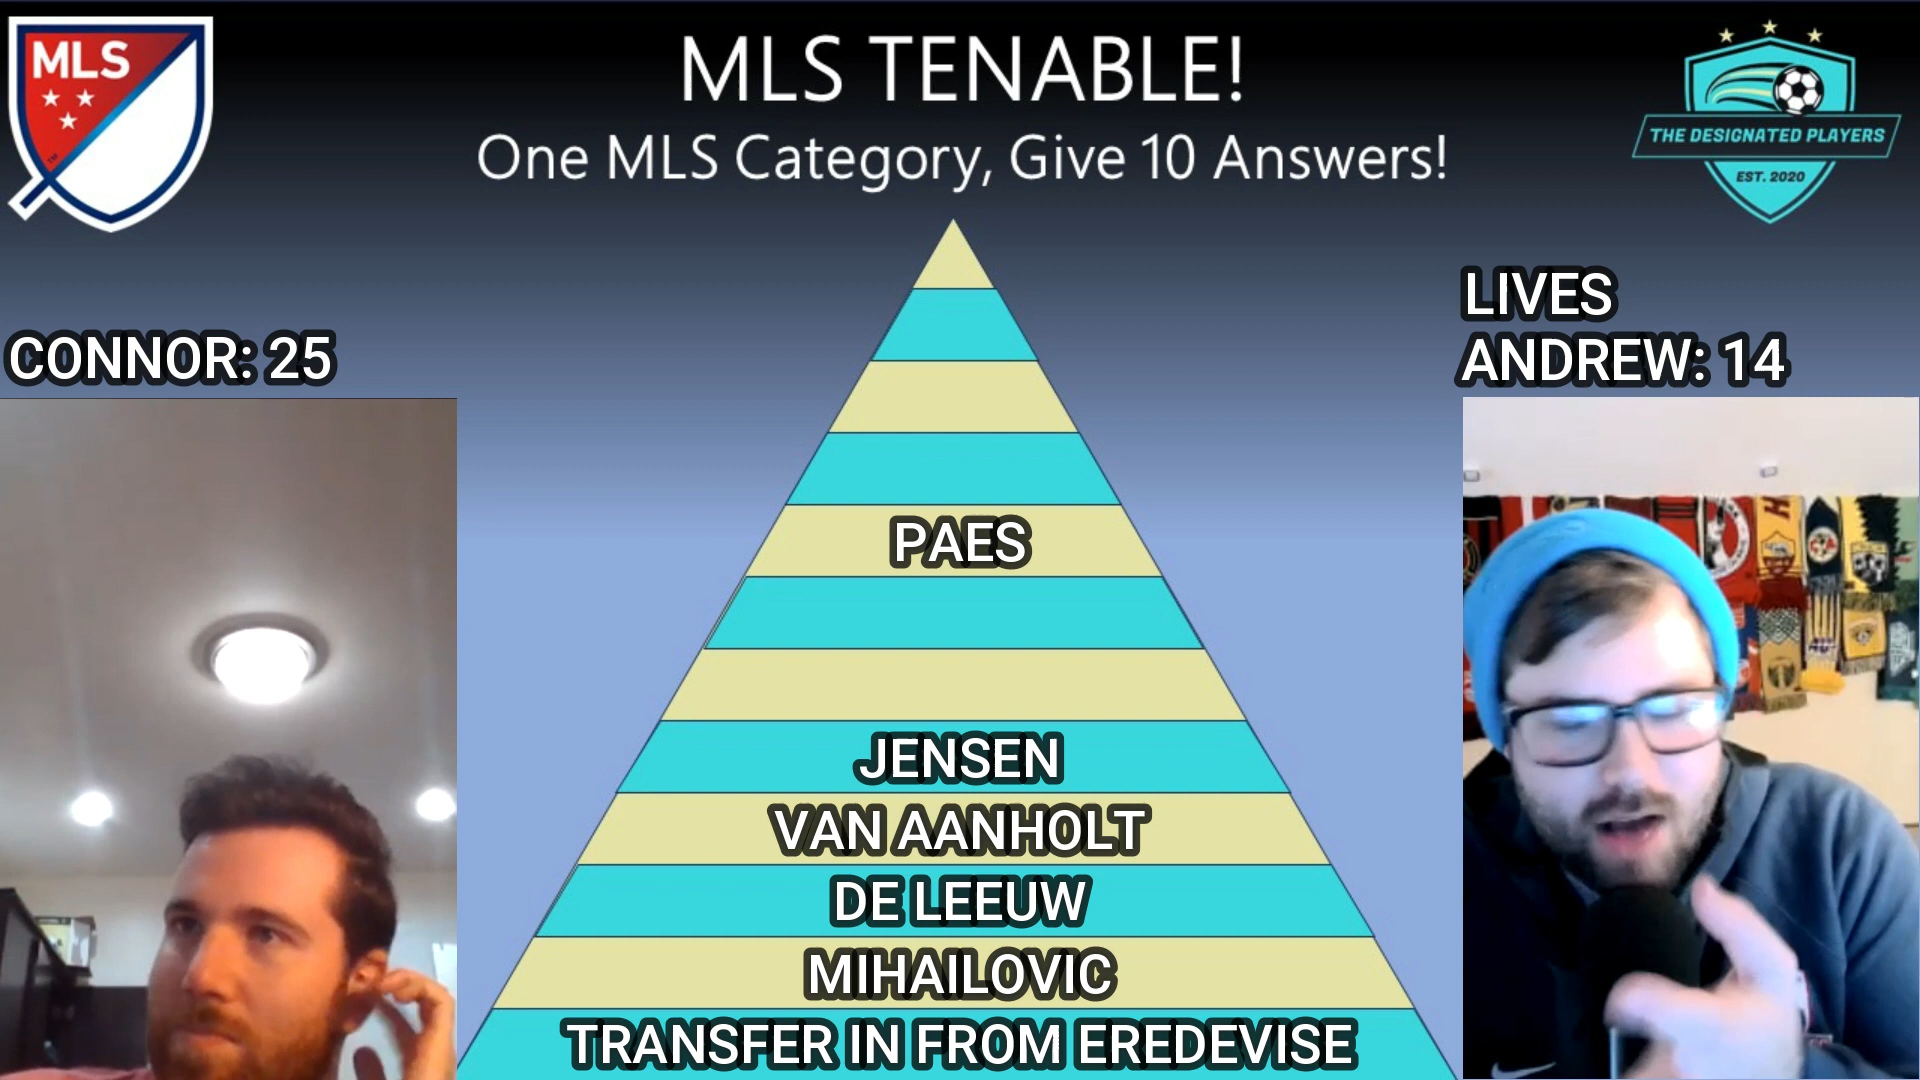 MLS
MLS TENABLE!
One MLS Category, Give 10 Answers!
THE DESIGNATED PLAYERS
EST. 2020
CONNOR: 25
LIVES
ANDREW: 14
PAES
JENSEN
VAN AANHOLT
DE LEEUW
MIHAILOVIC
TRANSFER IN FROM EREDEVISE